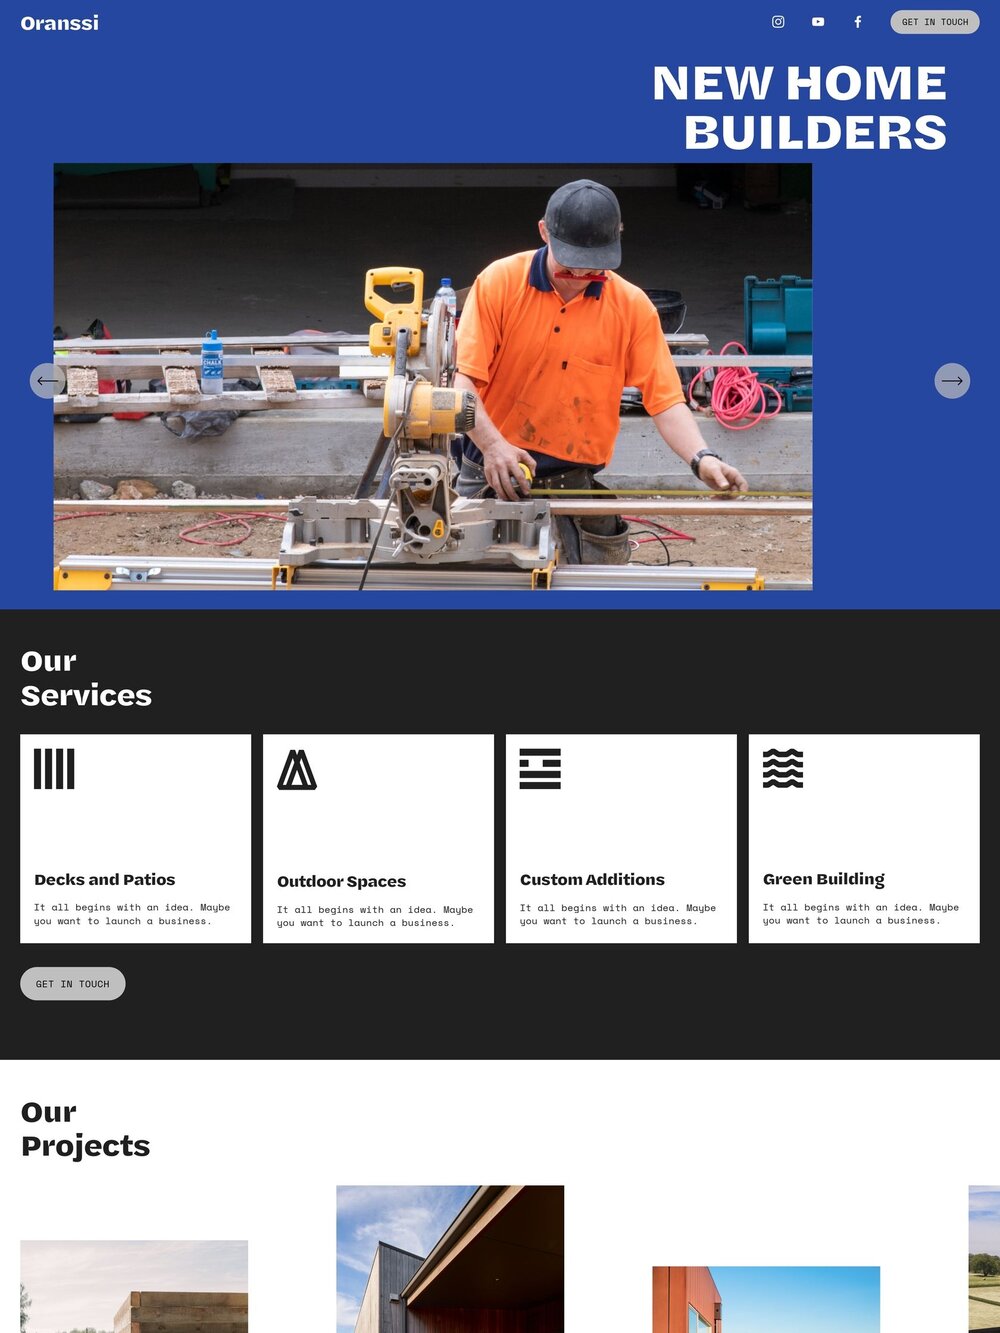 Oranssi
GET IN TOUCH
NEW HOME
BUILDERS
CHALK
Our
Services
Decks and Patios
It all begins with an idea. Maybe
you want to launch a business.
Outdoor Spaces
It all begins with an idea. Maybe
you want to launch a business.
Custom Additions
It all begins with an idea. Maybe
you want to launch a business.
Green Building
It all begins with an idea. Maybe
you want to launch a business.
GET IN TOUCH
Our
Projects